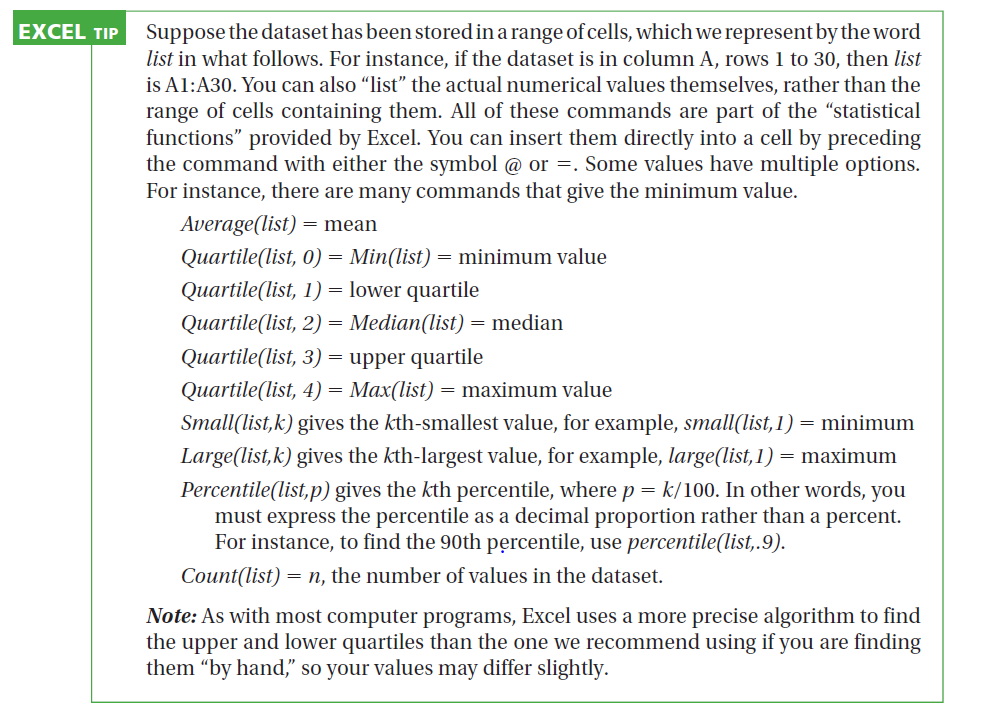 EXCEL TIP
Suppose the dataset has been stored in a range of cells, which we represent by the word
list in what follows. For instance, if the dataset is in column A, rows 1 to 30, then list
is A1:A30. You can also “list” the actual numerical values themselves, rather than the
range of cells containing them. All of these commands are part of the “statistical
functions” provided by Excel. You can insert them directly into a cell by preceding
the command with either the symbol @ or =. Some values have multiple options.
For instance, there are many commands that give the minimum value.
Average(list) = mean
Quartile(list, 0) = Min(list) = minimum value
Quartile(list, 1) = lower quartile
Quartile(list, 2) = Median(list) = median
Quartile(list, 3) = upper quartile
Quartile(list, 4) = Max(list) = maximum value
Small(list,k) gives the kth-smallest value, for example, small(list,1) = minimum
Large(list,k) gives the kth-largest value, for example, large(list,1) = maximum
Percentile(list,p) gives the kth percentile, where p = k/100. In other words, you
must express the percentile as a decimal proportion rather than a percent.
For instance, to find the 90th percentile, use percentile(list,.9).
Count(list) = n, the number of values in the dataset.
Note: As with most computer programs, Excel uses a more precise algorithm to find
the upper and lower quartiles than the one we recommend using if you are finding
them “by hand,” so your values may differ slightly.